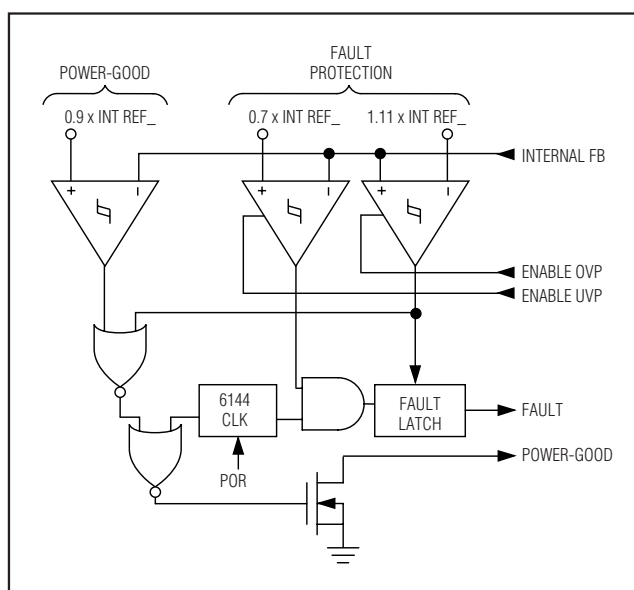 POWER-GOOD
FAULT
PROTECTION
0.9 x INT REF_
0.7 x INT REF_
1.11 x INT REF_
INTERNAL FB
+
–
+
–
+
–
ENABLE OVP
ENABLE UVP
6144
CLK
FAULT
LATCH
FAULT
POR
POWER-GOOD